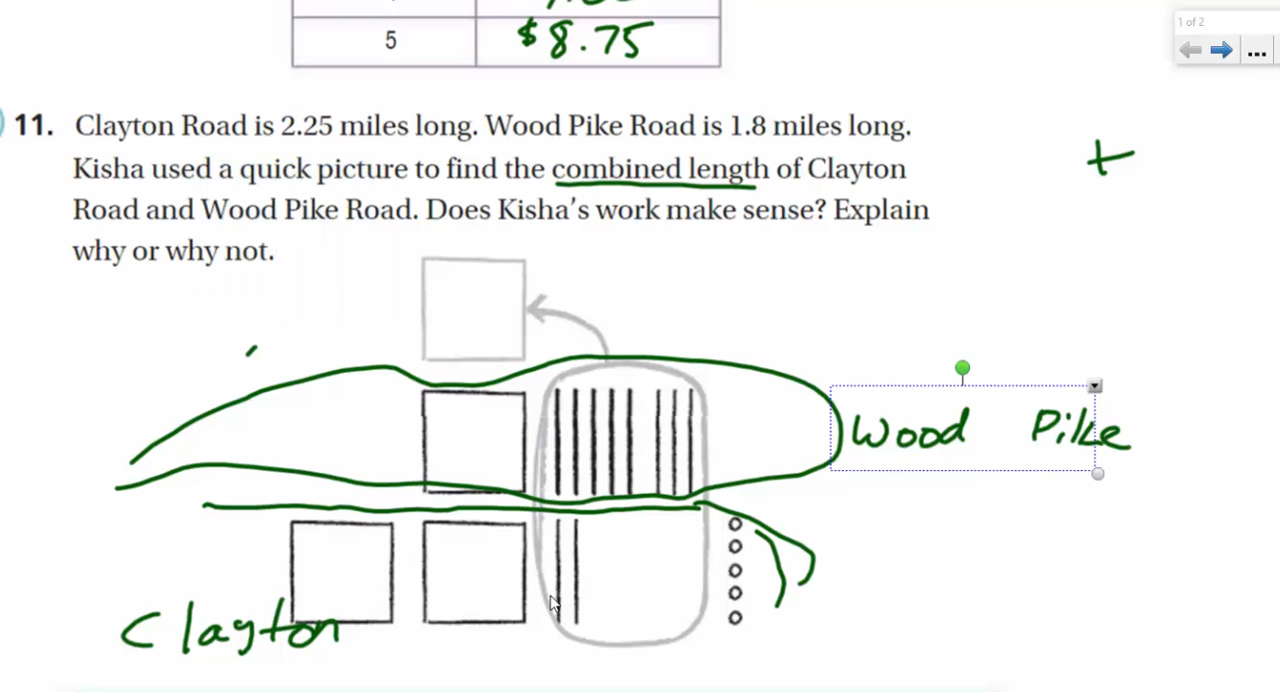 5 $8.75
1 of 2
...
11. Clayton Road is 2.25 miles long. Wood Pike Road is 1.8 miles long.
Kisha used a quick picture to find the combined length of Clayton
Road and Wood Pike Road. Does Kisha's work make sense? Explain
why or why not.
+
Wood Pike
Clayton